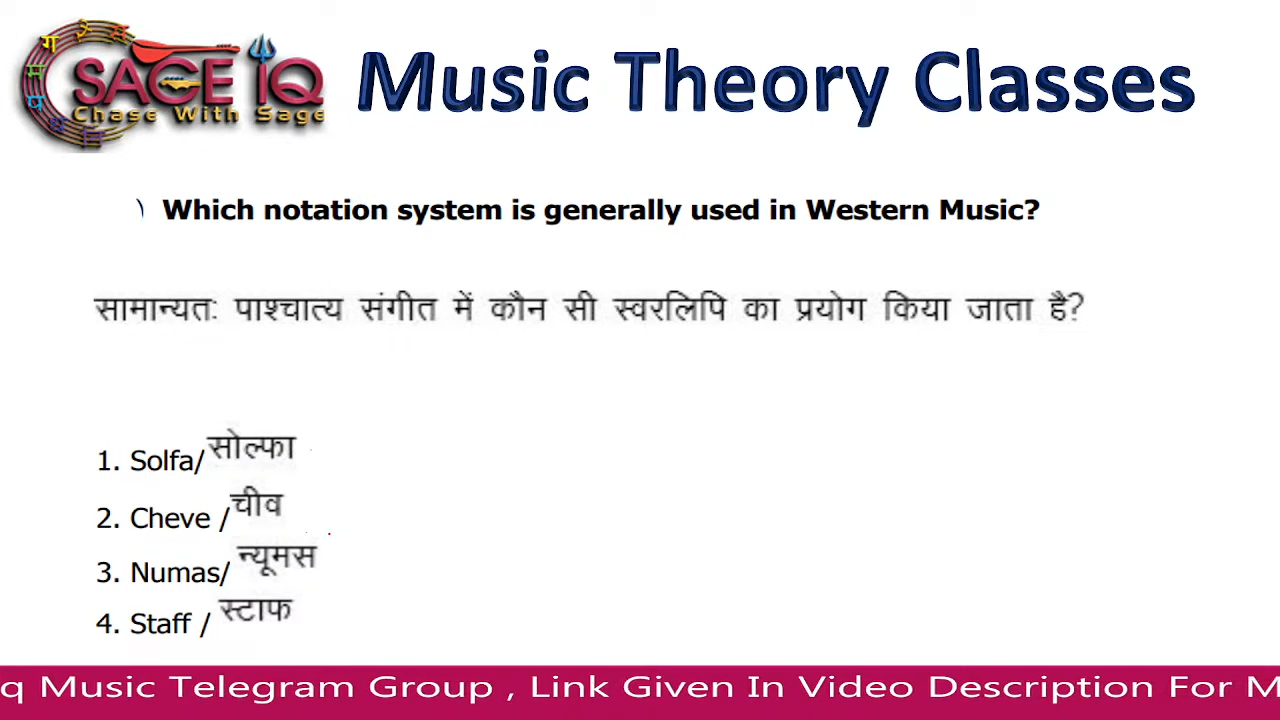 ग म प ध नि स रे
SAGE IQ
Chase With Sage
Music Theory Classes
) Which notation system is generally used in Western Music?
सामान्यतः पाश्चात्य संगीत में कौन सी स्वरलिपि का प्रयोग किया जाता है?
1. Solfa/सोल्फा
2. Cheve /चीव
3. Numas/न्यूमस
4. Staff / स्टाफ
q Music Telegram Group , Link Given In Video Description For M